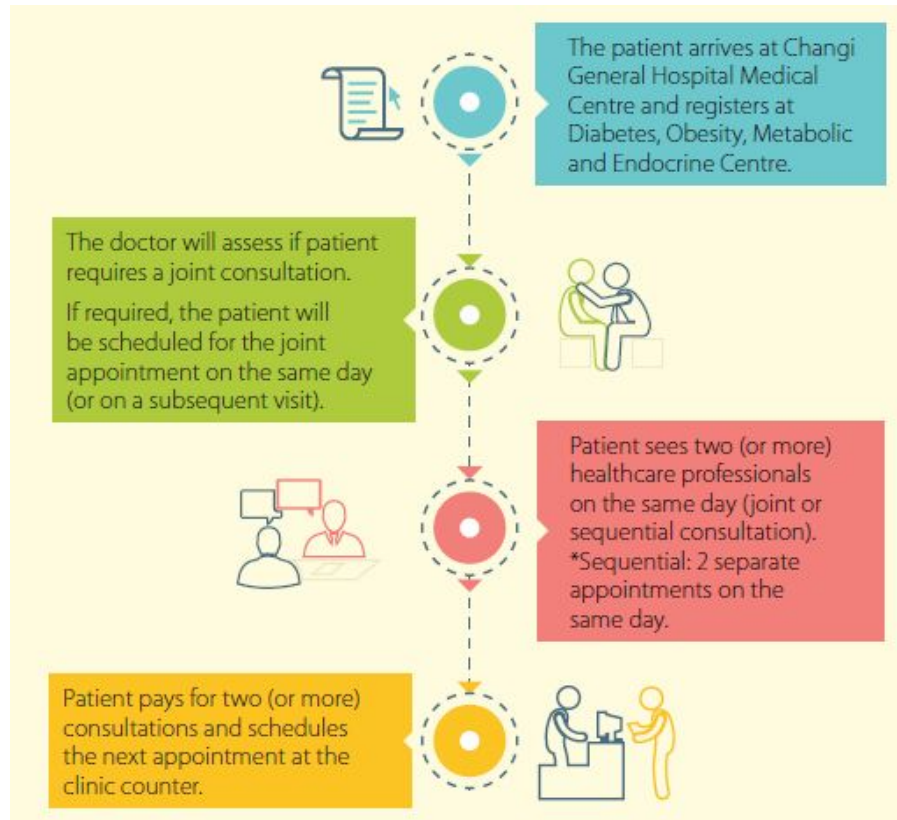 The patient arrives at Changi
General Hospital Medical
Centre and registers at
Diabetes, Obesity, Metabolic
and Endocrine Centre.
The doctor will assess if patient
requires a joint consultation.
If required, the patient will
be scheduled for the joint
appointment on the same day
(or on a subsequent visit).
Patient sees two (or more)
healthcare professionals
on the same day (joint or
sequential consultation).
*Sequential: 2 separate
appointments on the
same day.
Patient pays for two (or more)
consultations and schedules
the next appointment at the
clinic counter.